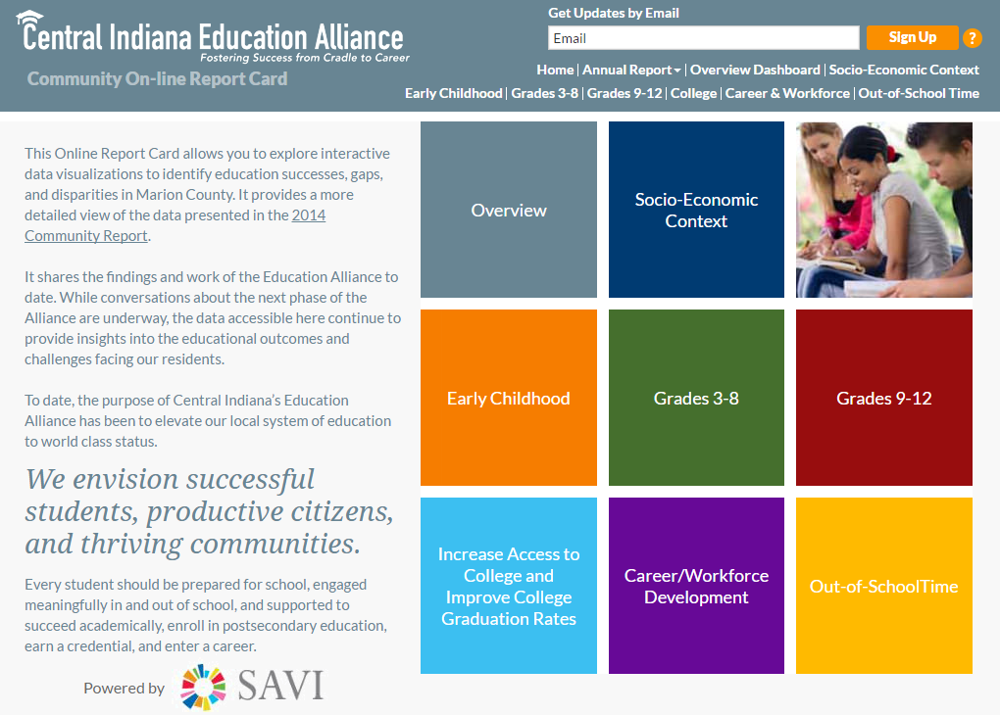 Central Indiana Education Alliance
Fostering Success from Cradle to Career
Community On-line Report Card
Get Updates by Email
Email
Sign Up
?
Home | Annual Report | Overview Dashboard | Socio-Economic Context
Early Childhood | Grades 3-8 | Grades 9-12 | College | Career & Workforce | Out-of-School Time
This Online Report Card allows you to explore interactive
data visualizations to identify education successes, gaps,
and disparities in Marion County. It provides a more
detailed view of the data presented in the 2014
Community Report.
It shares the findings and work of the Education Alliance to
date. While conversations about the next phase of the
Alliance are underway, the data accessible here continue to
provide insights into the educational outcomes and
challenges facing our residents.
To date, the purpose of Central Indiana's Education
Alliance has been to elevate our local system of education
to world class status.
We envision successful
students, productive citizens,
and thriving communities.
Every student should be prepared for school, engaged
meaningfully in and out of school, and supported to
succeed academically, enroll in postsecondary education,
earn a credential, and enter a career.
Powered by SAVI
Overview
Socio-Economic
Context
Early Childhood
Grades 3-8
Grades 9-12
Increase Access to
College and
Improve College
Graduation Rates
Career/Workforce
Development
Out-of-SchoolTime